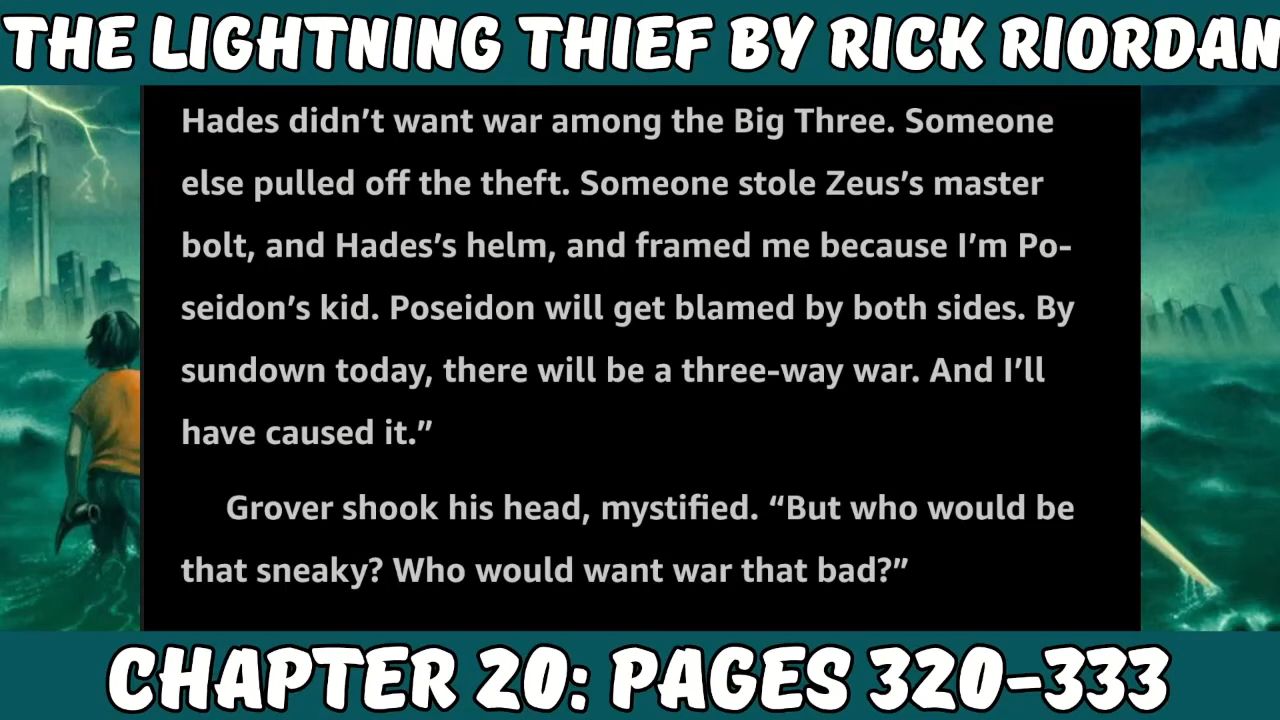 THE LIGHTNING THIEF BY RICK RIORDAN
Hades didn’t want war among the Big Three. Someone
else pulled off the theft. Someone stole Zeus’s master
bolt, and Hades’s helm, and framed me because I’m Po-
seidon’s kid. Poseidon will get blamed by both sides. By
sundown today, there will be a three-way war. And I’ll
have caused it.”
Grover shook his head, mystified. “But who would be
that sneaky? Who would want war that bad?”
CHAPTER 20: PAGES 320-333